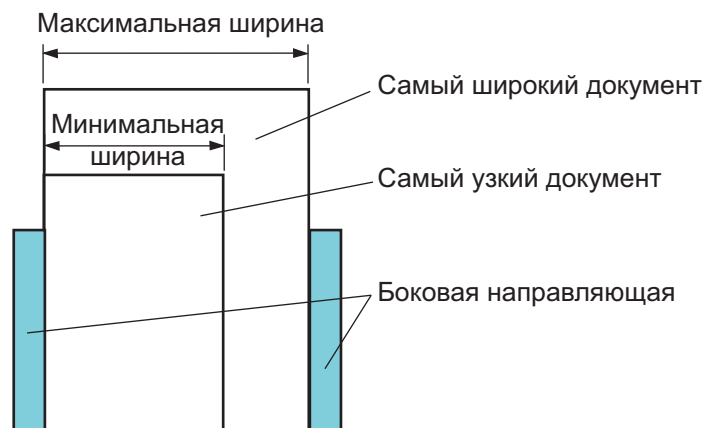 Максимальная ширина
Самый широкий документ
Минимальная
ширина
Самый узкий документ
Боковая направляющая